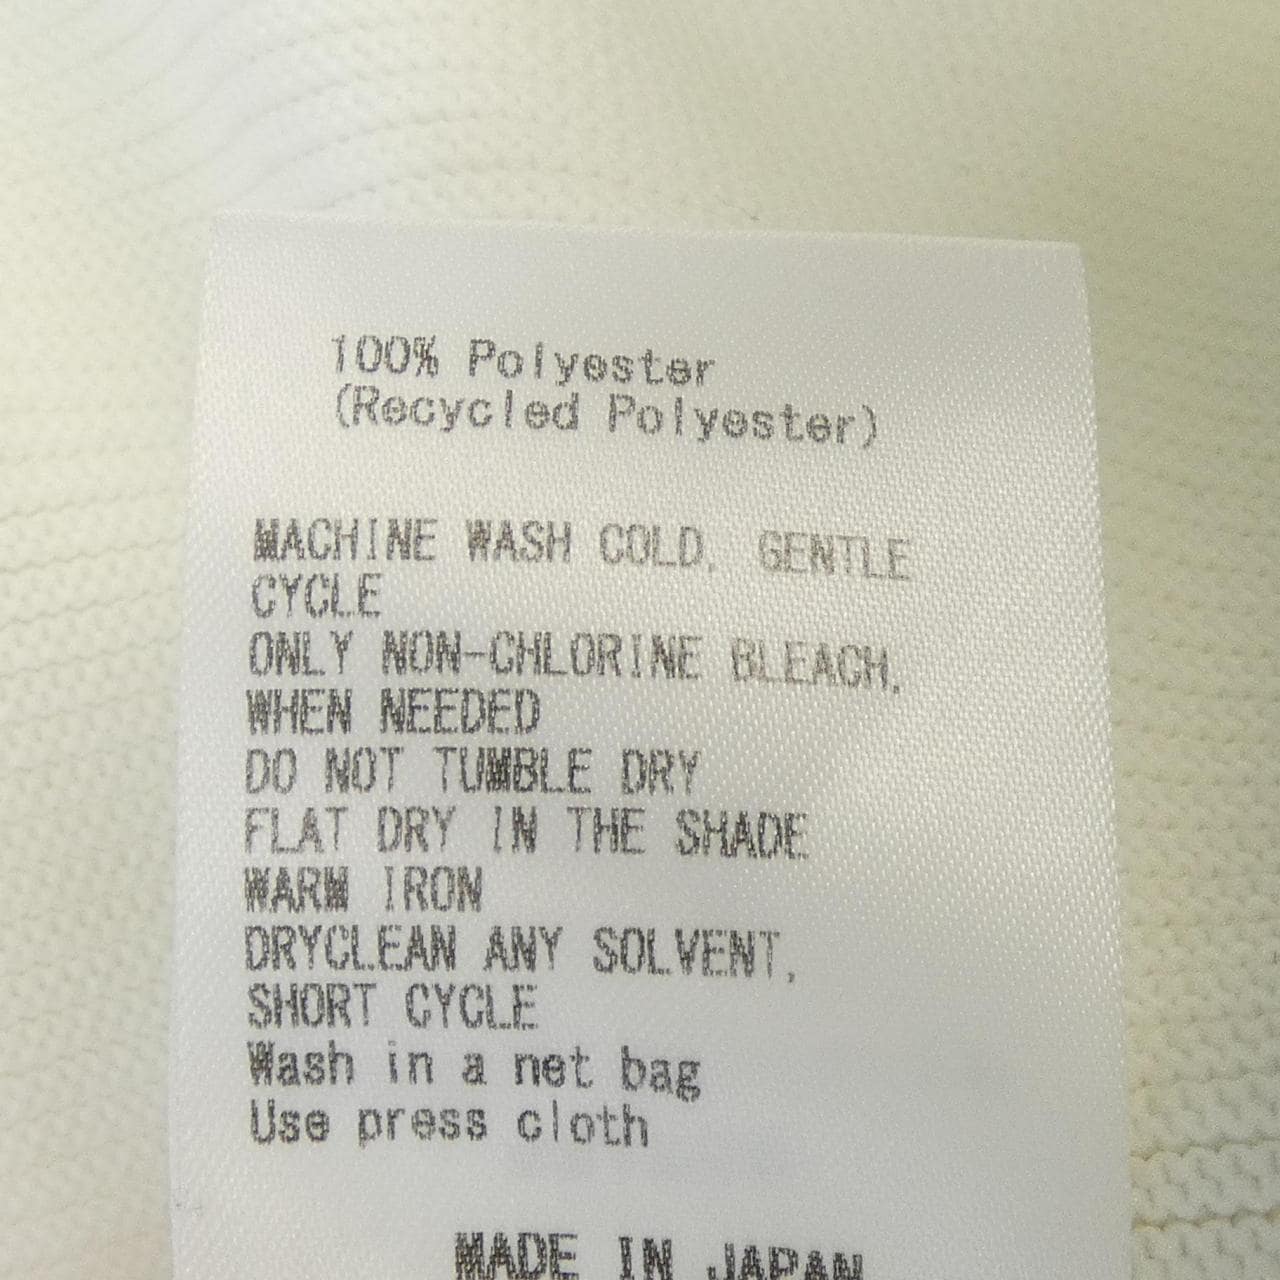 100% Polyester
(Recycled Polyester)
MACHINE WASH COLD, GENTLE
CYCLE
ONLY NON-CHLORINE BLEACH,
WHEN NEEDED
DO NOT TUMBLE DRY
FLAT DRY IN THE SHADE
WARM IRON
DRYCLEAN ANY SOLVENT,
SHORT CYCLE
Wash in a net bag
Use press cloth
MADE IN JAPAN